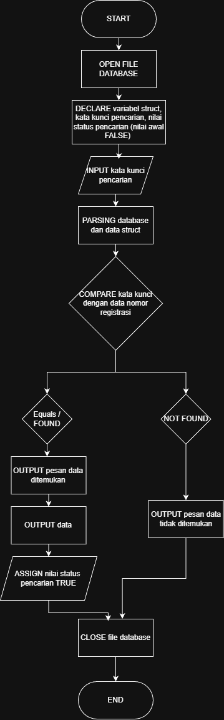 START
OPEN FILE
DATABASE
DECLARE variabel struct,
kata kunci pencarian, nilai
status pencarian (nilai awal
FALSE)
INPUT kata kunci
pencarian
PARSING database
dan data struct
COMPARE kata kunci
dengan data nomor
registrasi
Equals /
FOUND
NOT FOUND
OUTPUT pesan data
ditemukan
OUTPUT pesan data
tidak ditemukan
OUTPUT data
ASSIGN nilai status
pencarian TRUE
CLOSE file database
END